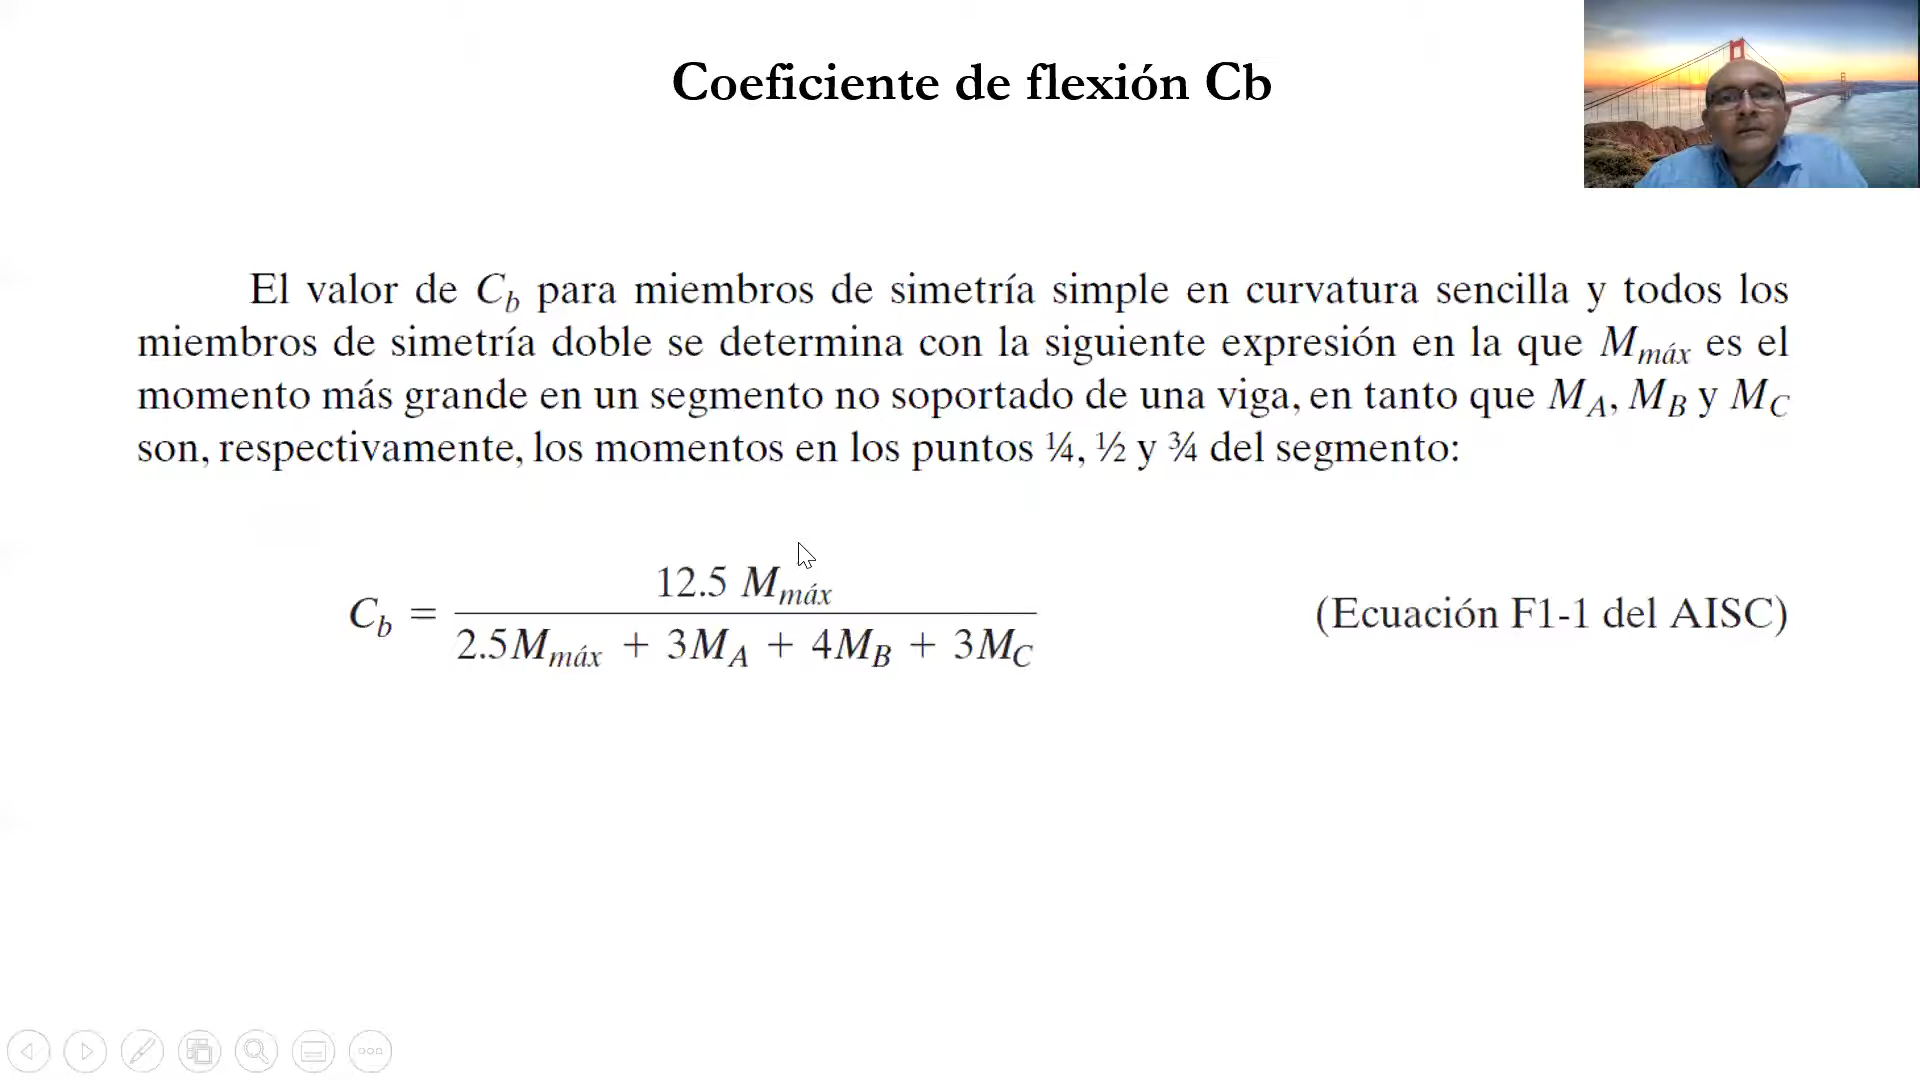 Coeficiente de flexión Cb
El valor de C_b para miembros de simetría simple en curvatura sencilla y todos los
miembros de simetría doble se determina con la siguiente expresión en la que M_máx es el
momento más grande en un segmento no soportado de una viga, en tanto que M_A, M_B y M_C
son, respectivamente, los momentos en los puntos ¼, ½ y ¾ del segmento:
C_b = 12.5 M_máx / (2.5M_máx + 3M_A + 4M_B + 3M_C) (Ecuación F1-1 del AISC)